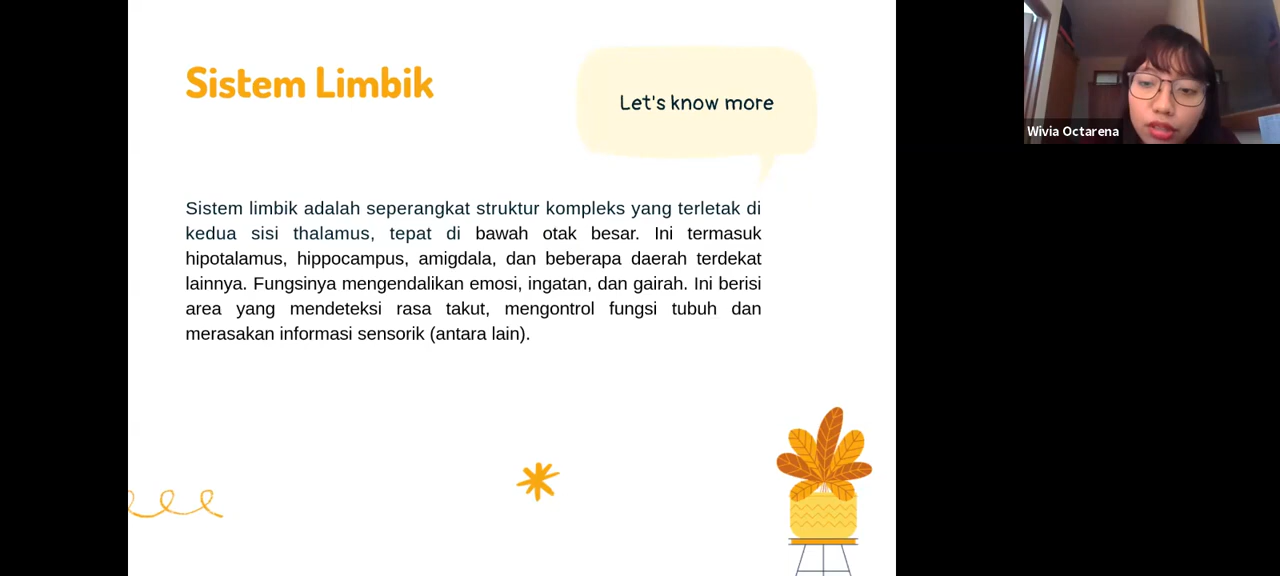 Sistem Limbik
Let's know more
Sistem limbik adalah seperangkat struktur kompleks yang terletak di
kedua sisi thalamus, tepat di bawah otak besar. Ini termasuk
hipotalamus, hippocampus, amigdala, dan beberapa daerah terdekat
lainnya. Fungsinya mengendalikan emosi, ingatan, dan gairah. Ini berisi
area yang mendeteksi rasa takut, mengontrol fungsi tubuh dan
merasakan informasi sensorik (antara lain).
Wivia Octarena